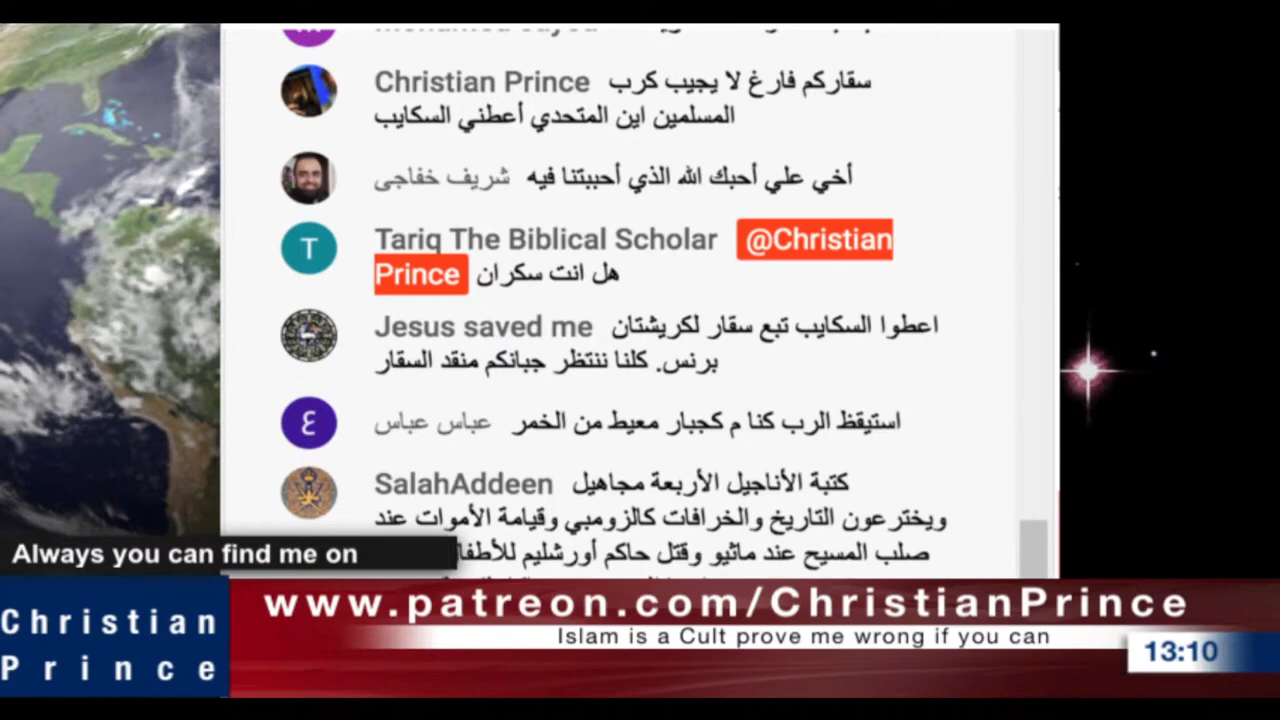 Christian Prince سقاركم فارغ لا يجيب كرب
المسلمين اين المتحدي أعطني السكايب
شريف خفاجى أخي علي أحبك الله الذي أحببتنا فيه
Tariq The Biblical Scholar @Christian
Prince هل انت سكران
Jesus saved me اعطوا السكايب تبع سقار لكريشتان
برنس. كلنا ننتظر جبانكم منقد السقار
عباس عباس استيقظ الرب كنا م كجبار معيط من الخمر
SalahAddeen كتبة الأناجيل الأربعة مجاهيل
ويخترعون التاريخ والخرافات كالزومبي وقيامة الأموات عند
صلب المسيح عند ماثيو وقتل حاكم أورشليم
T
ع
Always you can find me on
Christian
Prince
www.patreon.com/ChristianPrince
Islam is a Cult prove me wrong if you can
13:10